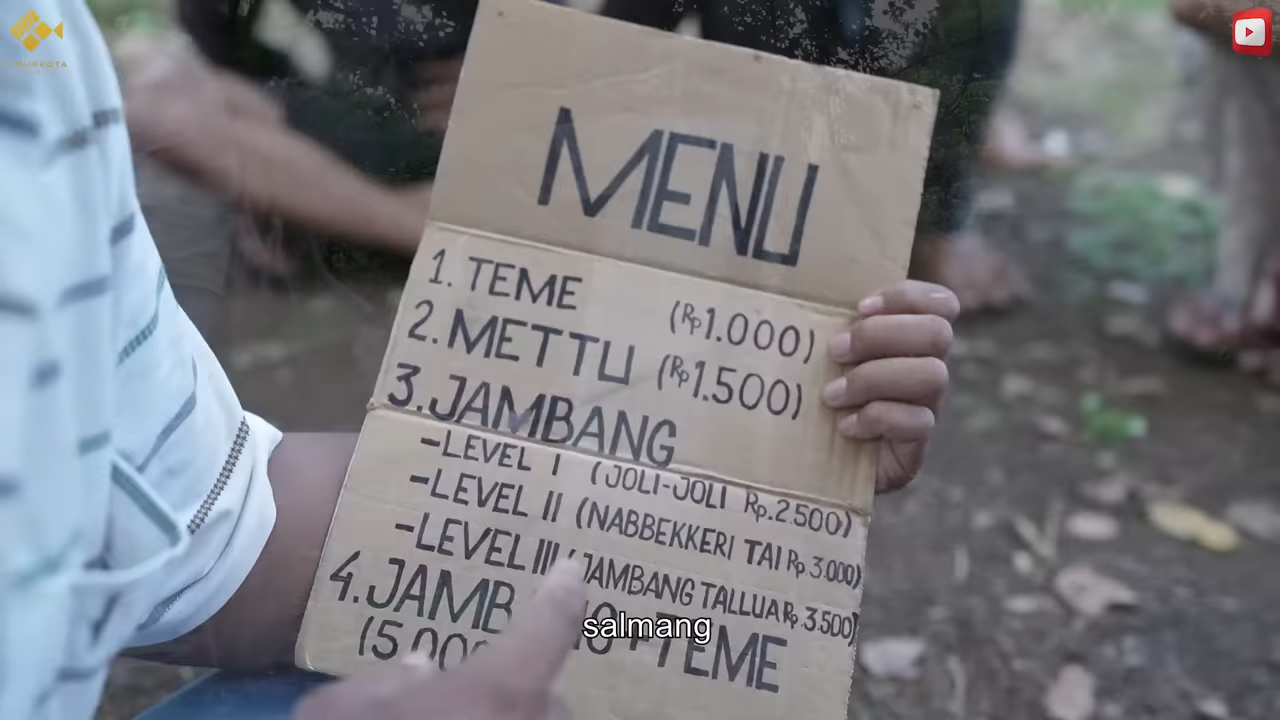 MENU
1. TEME (Rp1.000)
2. METTU (Rp1.500)
3. JAMBANG
-LEVEL I (JOLI-JOLI Rp.2.500)
-LEVEL II (NABBEKKERI TAI Rp.3.000)
-LEVEL III (JAMBANG TALLUA Rp.3.500)
4. JAMB +TEME
salmang